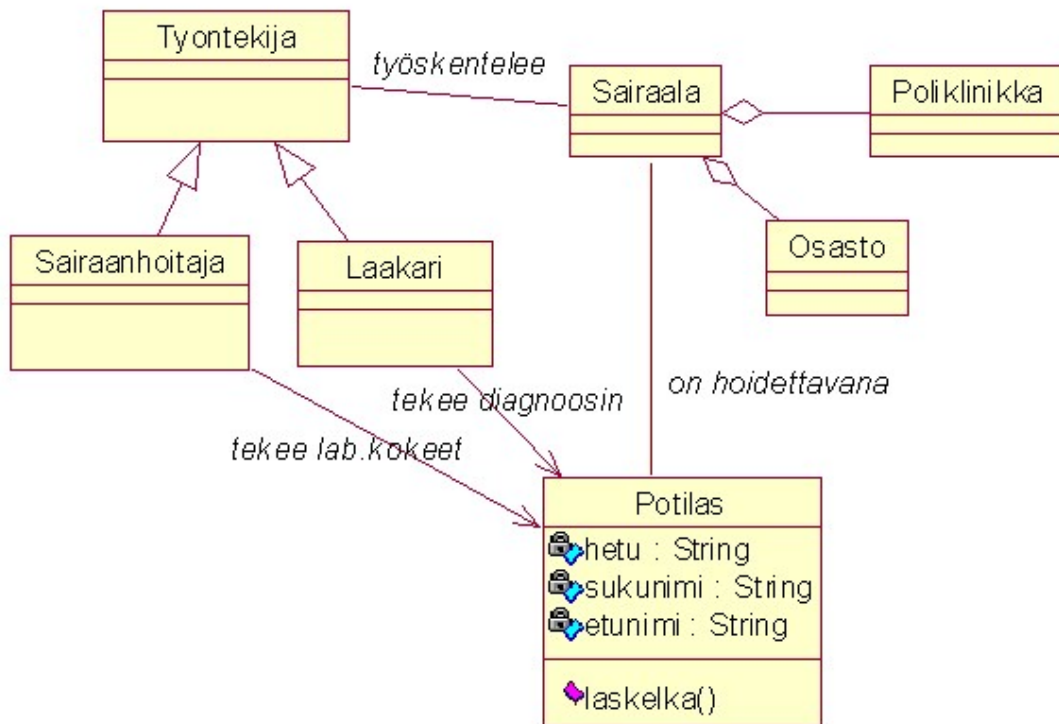 Tyontekija
työskentelee
Sairaala
Poliklinikka
Sairaanhoitaja
Laakari
Osasto
tekee diagnoosin
on hoidettavana
tekee lab.kokeet
Potilas
hetu : String
sukunimi : String
etunimi : String
laskelka()